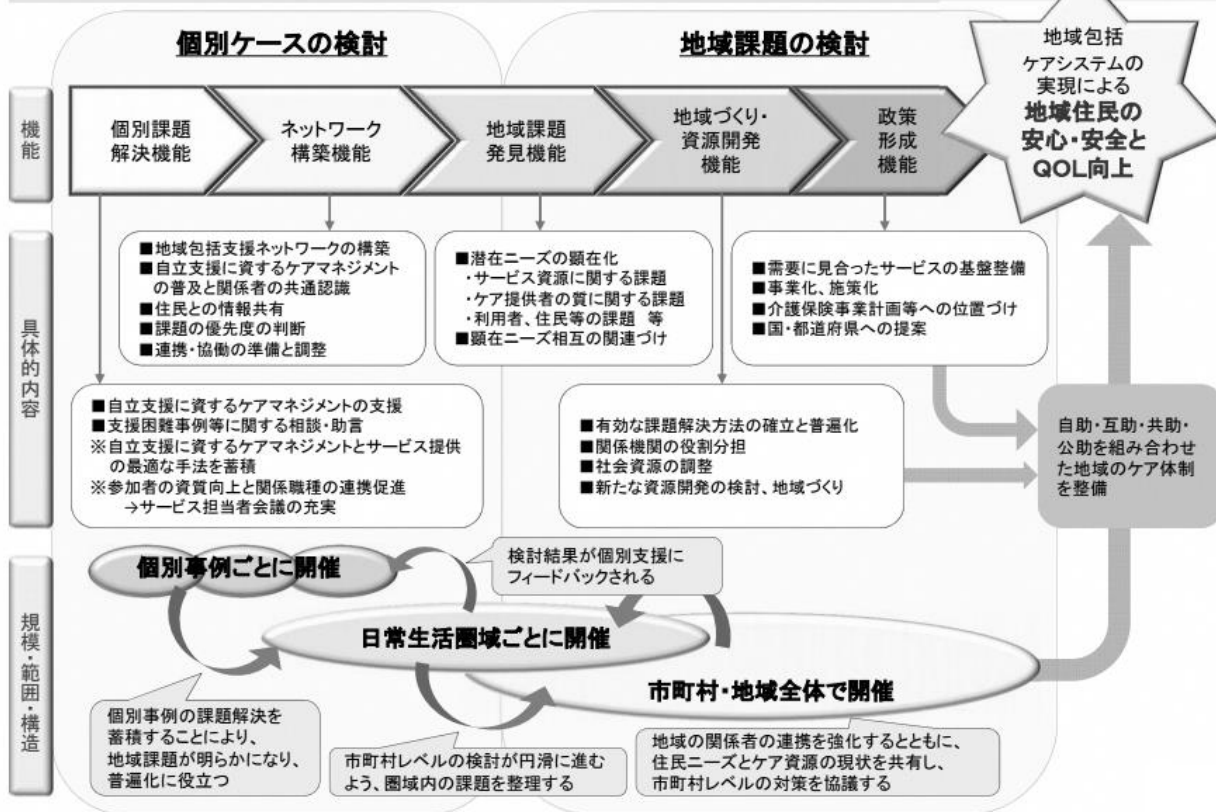 個別ケースの検討
地域課題の検討
地域包括
ケアシステムの
実現による
地域住民の
安心・安全と
QOL向上
機能
個別課題
解決機能
ネットワーク
構築機能
地域課題
発見機能
地域づくり・
資源開発
機能
政策
形成
機能
具体的内容
■地域包括支援ネットワークの構築
■自立支援に資するケアマネジメント
の普及と関係者の共通認識
■住民との情報共有
■課題の優先度の判断
■連携・協働の準備と調整
■潜在ニーズの顕在化
・サービス資源に関する課題
・ケア提供者の質に関する課題
・利用者、住民等の課題 等
■顕在ニーズ相互の関連づけ
■需要に見合ったサービスの基盤整備
■事業化、施策化
■介護保険事業計画等への位置づけ
■国・都道府県への提案
■自立支援に資するケアマネジメントの支援
■支援困難事例等に関する相談・助言
※自立支援に資するケアマネジメントとサービス提供
の最適な手法を蓄積
※参加者の資質向上と関係職種の連携促進
→サービス担当者会議の充実
■有効な課題解決方法の確立と普遍化
■関係機関の役割分担
■社会資源の調整
■新たな資源開発の検討、地域づくり
自助・互助・共助・
公助を組み合わせ
た地域のケア体制
を整備
規模・範囲・構造
個別事例ごとに開催
検討結果が個別支援に
フィードバックされる
日常生活圏域ごとに開催
市町村・地域全体で開催
個別事例の課題解決を
蓄積することにより、
地域課題が明らかになり、
普遍化に役立つ
市町村レベルの検討が円滑に進む
よう、圏域内の課題を整理する
地域の関係者の連携を強化するとともに、
住民ニーズとケア資源の現状を共有し、
市町村レベルの対策を協議する